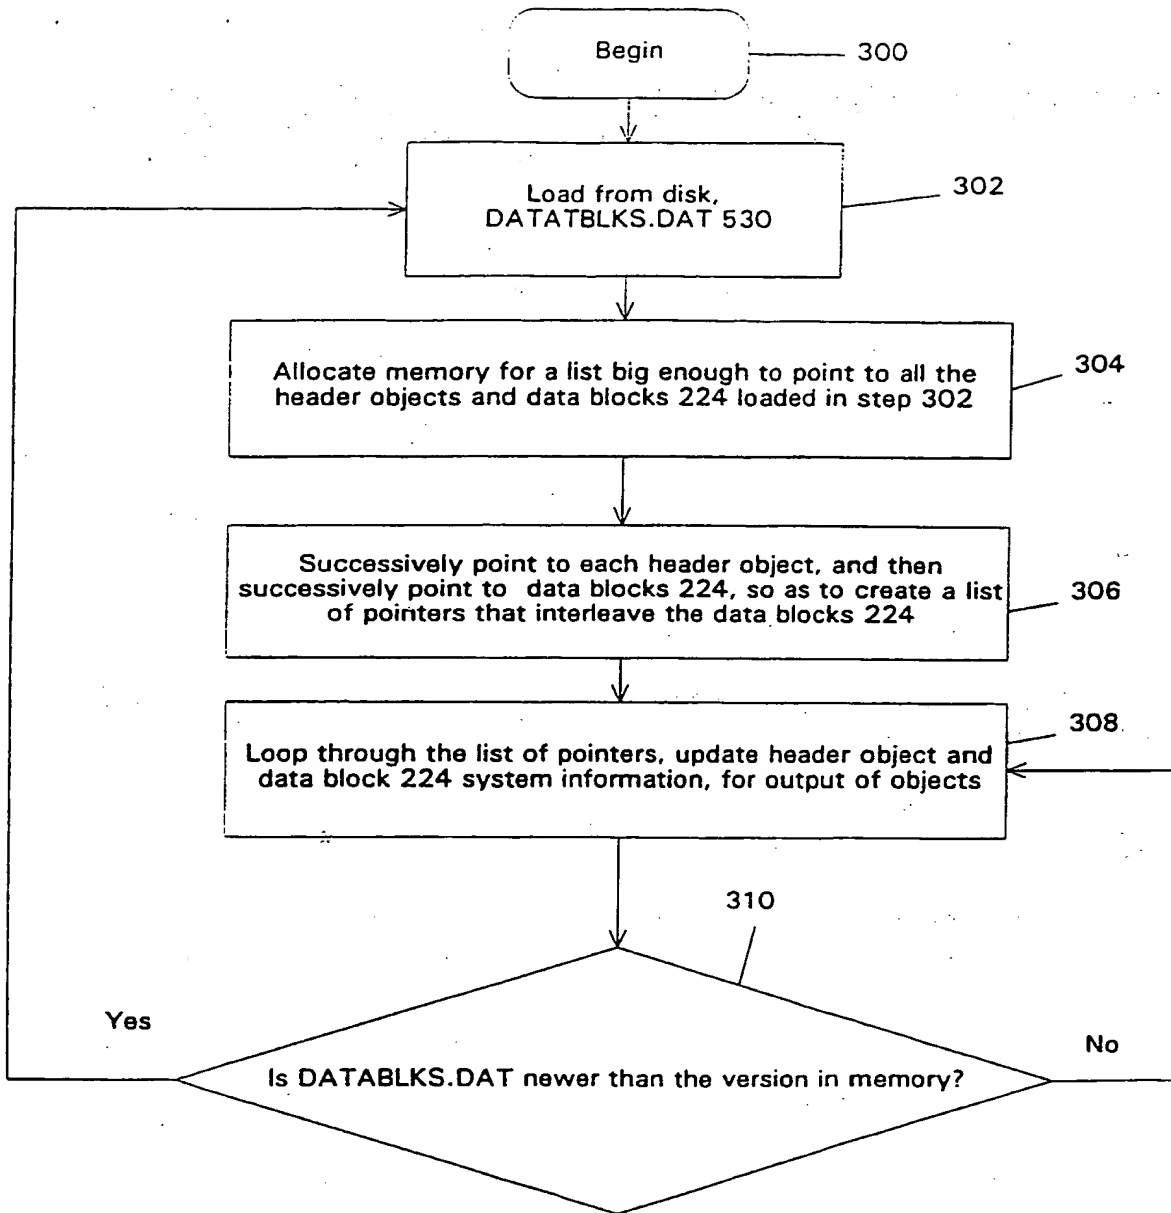 Begin
300
Load from disk,
DATATBLKS.DAT 530
302
Allocate memory for a list big enough to point to all the
header objects and data blocks 224 loaded in step 302
304
Successively point to each header object, and then
successively point to data blocks 224, so as to create a list
of pointers that interleave the data blocks 224
306
Loop through the list of pointers, update header object and
data block 224 system information, for output of objects
308
310
Yes
No
Is DATABLKS.DAT newer than the version in memory?